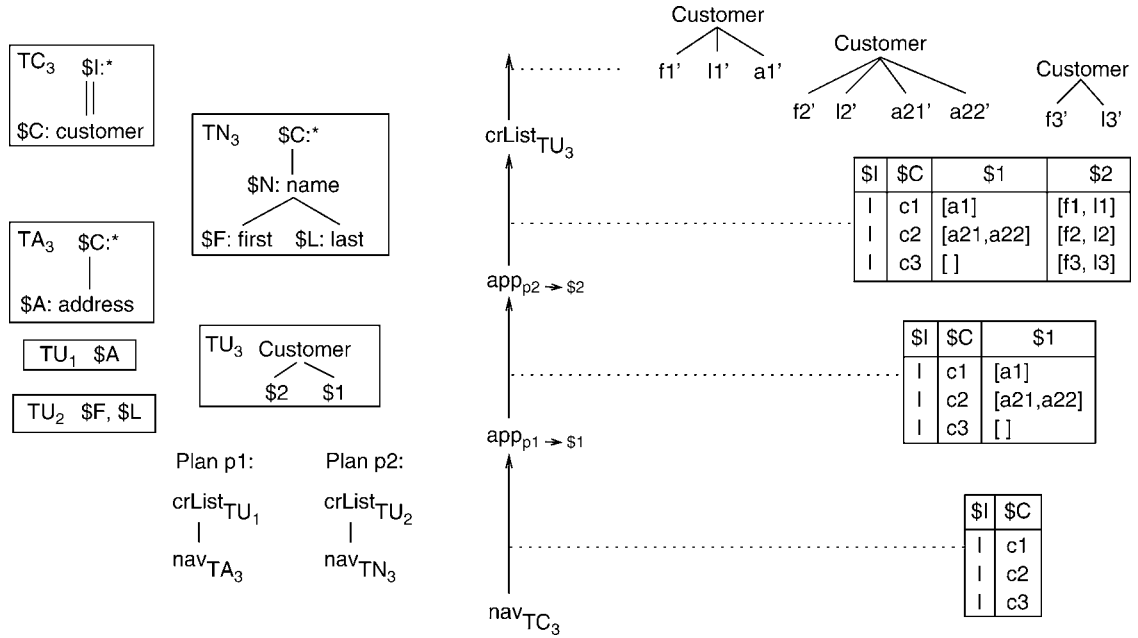 TC3 $I:*
$C: customer
TN3 $C:*
$N: name
$F: first $L: last
TA3 $C:*
$A: address
TU1 $A
TU2 $F, $L
TU3 Customer
$2 $1
Plan p1:
crListTU1
navTA3
Plan p2:
crListTU2
navTN3
crListTU3
appp2 → $2
appp1 → $1
navTC3
Customer
f1' l1' a1'
Customer
f2' l2' a21' a22'
Customer
f3' l3'
$I $C $1 $2
l c1 [a1] [f1, l1]
l c2 [a21,a22] [f2, l2]
l c3 [ ] [f3, l3]
$I $C $1
l c1 [a1]
l c2 [a21,a22]
l c3 [ ]
$I $C
l c1
l c2
l c3